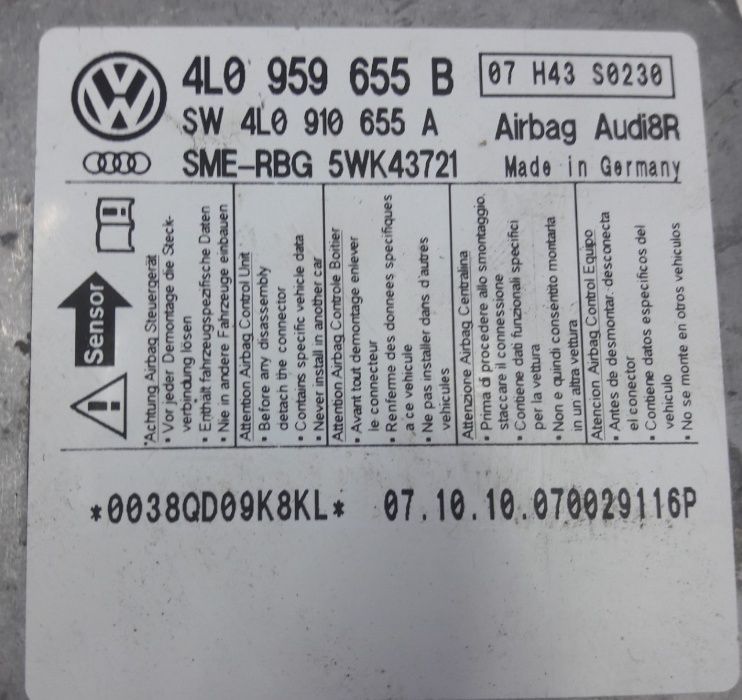 4L0 959 655 B
07 H43 S0230
SW 4L0 910 655 A
Airbag Audi8R
SME-RBG 5WK43721
Made in Germany
Sensor
*Achtung Airbag Steuergerät
• Vor jeder Demontage die Steck-
verbindung lösen
• Enthält fahrzeugspezifische Daten
• Nie in andere Fahrzeuge einbauen
Attention Airbag Control Unit
• Before any disassembly
detach the connector
• Contains specific vehicle data
• Never install in another car
Attention Airbag Controle Boitier
• Avant tout demontage enlever
le connecteur
• Renferme des donnees specifiques
a ce vehicule
• Ne pas installer dans d'autres
vehicules
Attenzione Airbag Centralina
• Prima di procedere allo smontaggio.
staccare il connessione
• Contiene dati funzionali specifici
per la vettura
• Non e quindi consentito montarla
in un altra vettura
Atencion Airbag Control Equipo
• Antes de desmontar: desconecta
el conector
• Contiene datos especificos del
vehiculo
• No se monte en otros vehiculos
*0038QD09K8KL* 07.10.10.070029116P